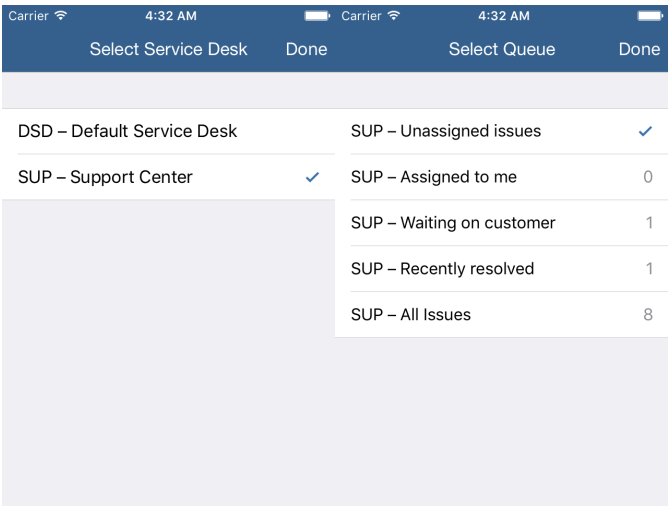 Carrier 4:32 AM
Select Service Desk Done
DSD – Default Service Desk
SUP – Support Center
Carrier 4:32 AM
Select Queue Done
SUP – Unassigned issues
SUP – Assigned to me 0
SUP – Waiting on customer 1
SUP – Recently resolved 1
SUP – All Issues 8